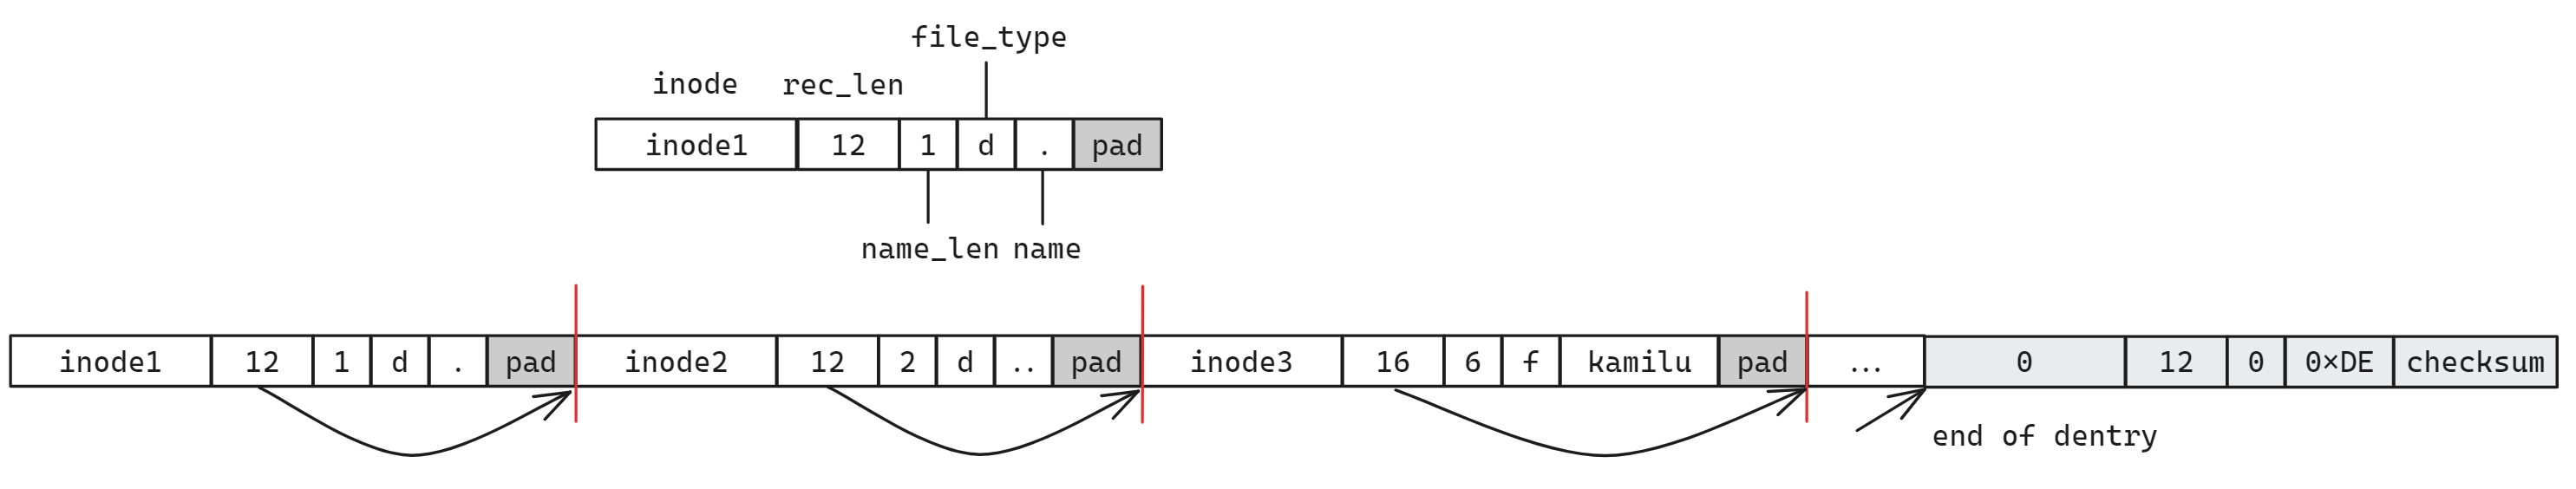 file_type
inode rec_len
inode1 12 1 d . pad
name_len name
inode1 12 1 d . pad inode2 12 2 d .. pad inode3 16 6 f kamilu pad ... 0 12 0 0×DE checksum
end of dentry